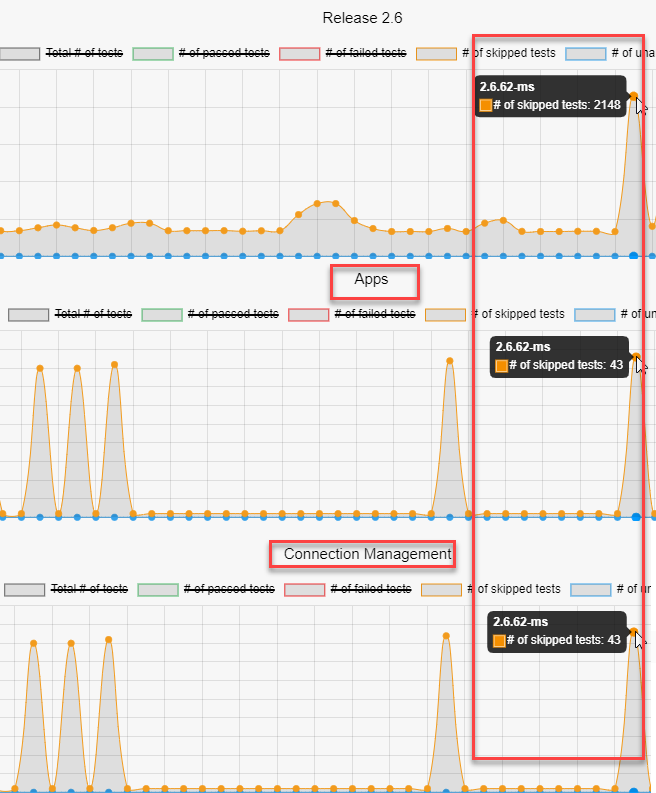 Release 2.6
Total # of tests # of passed tests # of failed tests # of skipped tests # of una
2.6.62-ms
# of skipped tests: 2148
Apps
Total # of tests # of passed tests # of failed tests # of skipped tests # of un
2.6.62-ms
# of skipped tests: 43
Connection Management
Total # of tests # of passed tests # of failed tests # of skipped tests # of un
2.6.62-ms
# of skipped tests: 43